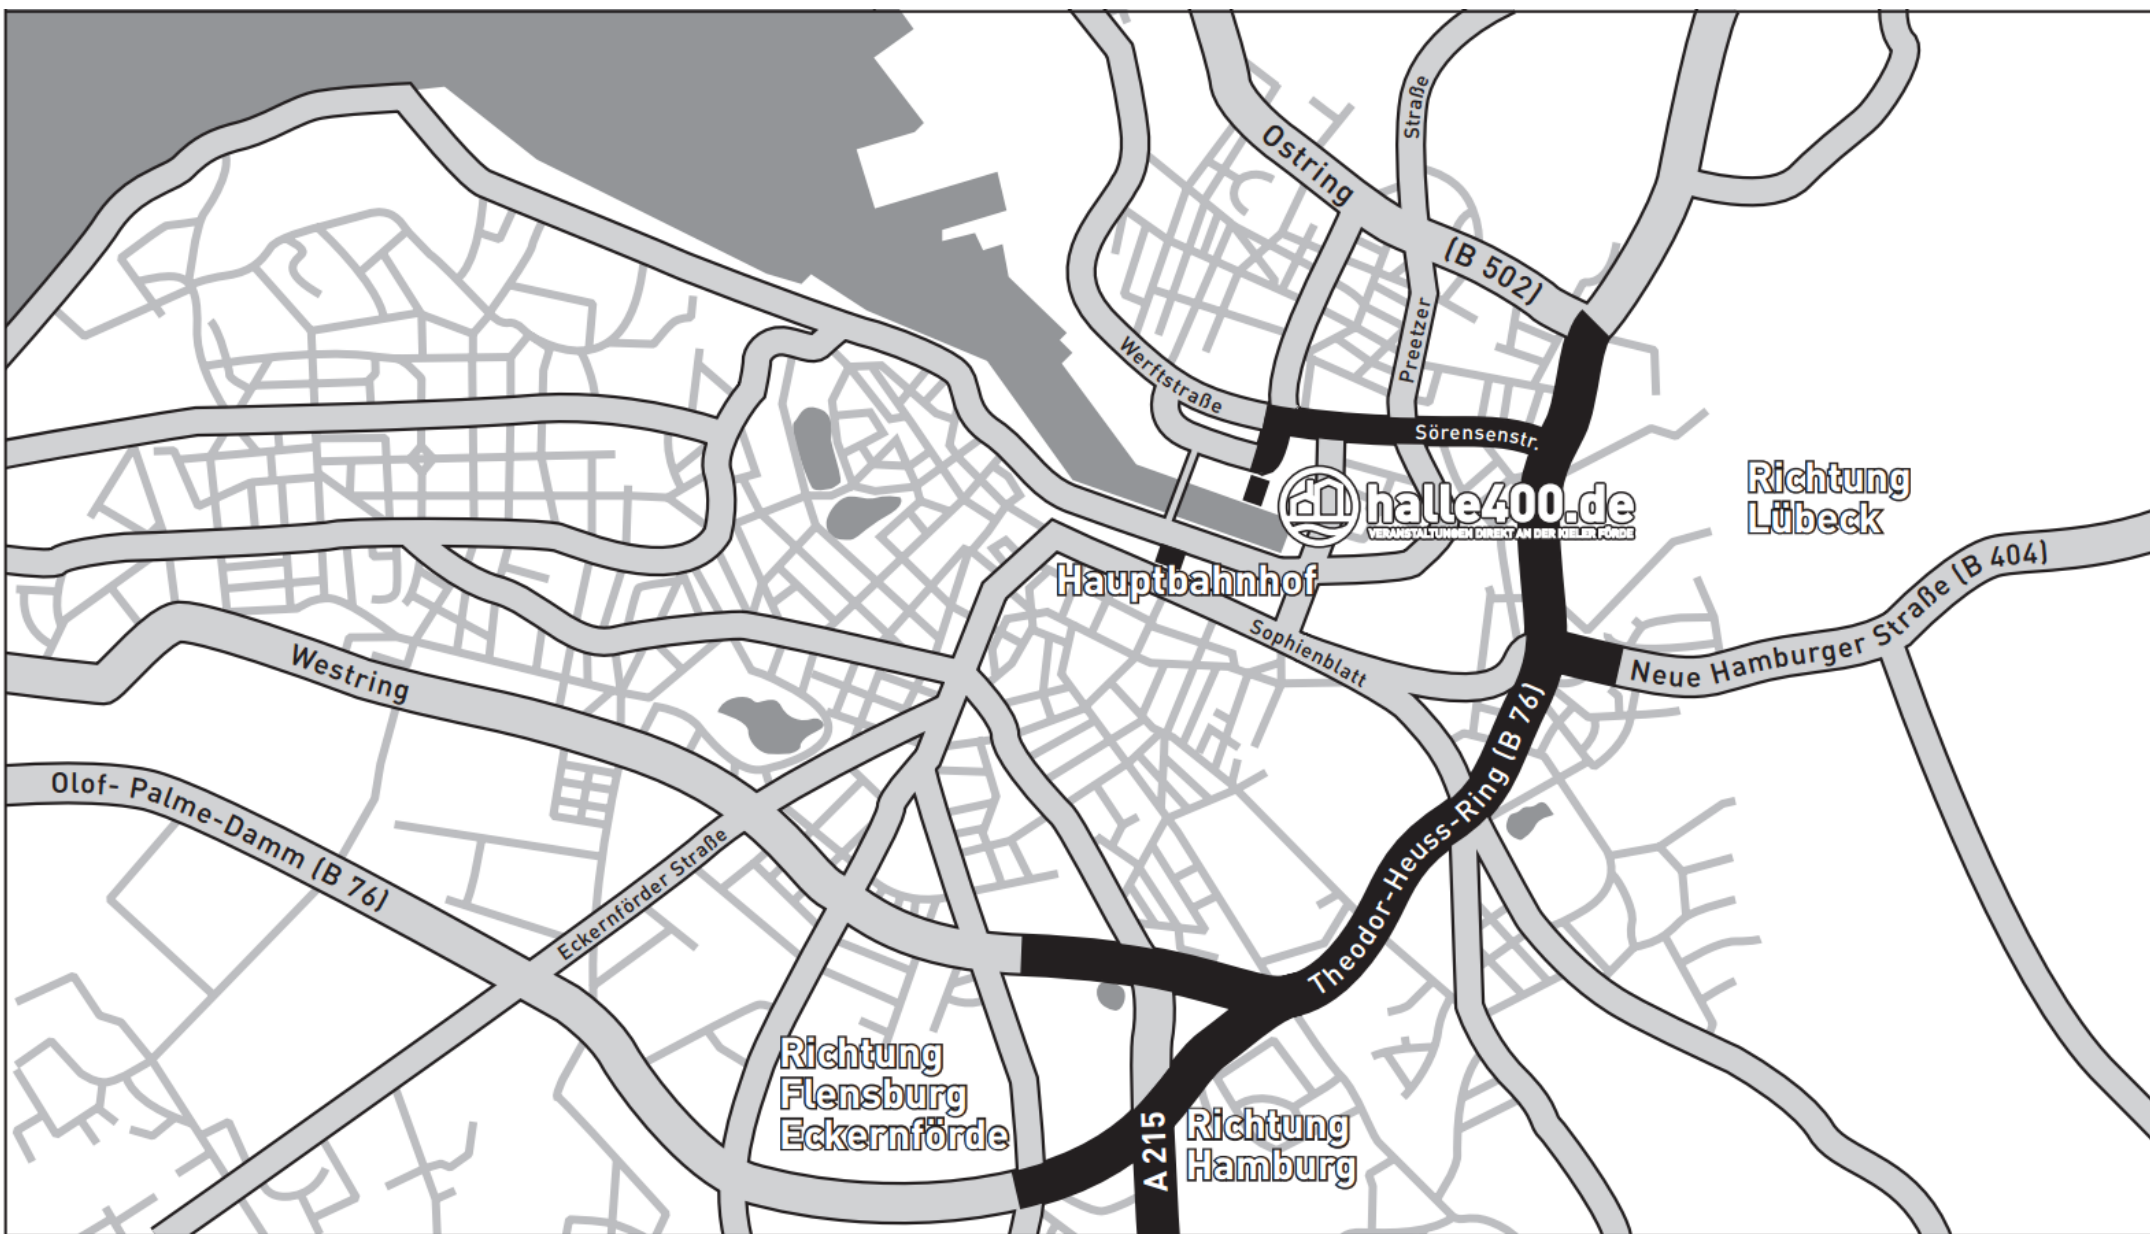 Straße
Ostring
(B 502)
Preetzer
Werftstraße
Sörensenstr.
halle400.de
VERANSTALTUNGEN DIREKT AN DER KIELER FÖRDE
Richtung
Lübeck
Hauptbahnhof
Neue Hamburger Straße (B 404)
Sophienblatt
Westring
Theodor-Heuss-Ring (B 76)
Olof- Palme-Damm (B 76)
Eckernförder Straße
Richtung
Flensburg
Eckernförde
A 215
Richtung
Hamburg